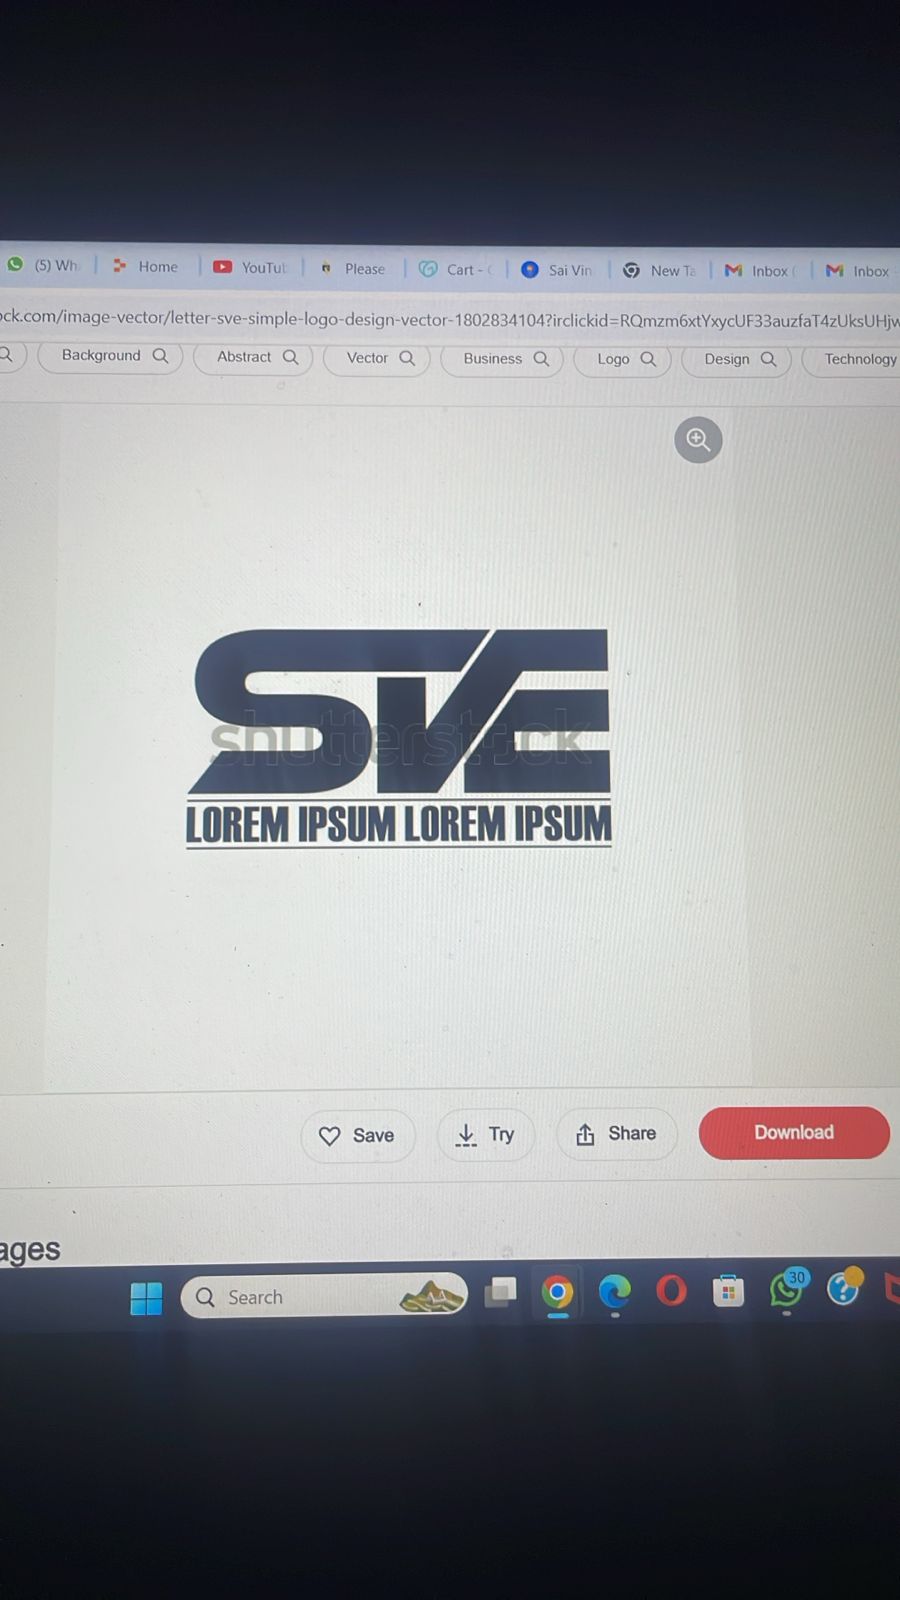 (5) Wh
Home
YouTub
Please
Cart - (
Sai Vin
New Ta
Inbox (
Inbox
ock.com/image-vector/letter-sve-simple-logo-design-vector-1802834104?irclickid=RQmzm6xtYxycUF33auzfaT4zUksUHjw
Background
Abstract
Vector
Business
Logo
Design
Technology
SVE
shutterstock
LOREM IPSUM LOREM IPSUM
Save
Try
Share
Download
ages
Search
30